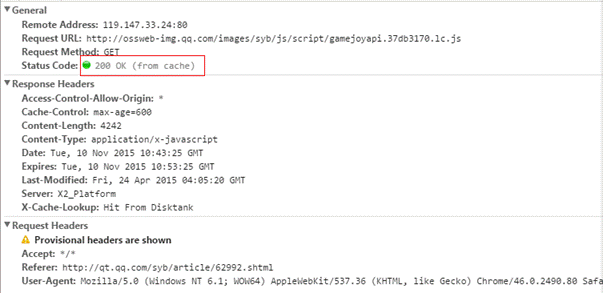 General
Remote Address: 119.147.33.24:80
Request URL: http://ossweb-img.qq.com/images/syb/js/script/gamejoyapi.37db3170.lc.js
Request Method: GET
Status Code: 200 OK (from cache)
Response Headers
Access-Control-Allow-Origin: *
Cache-Control: max-age=600
Content-Length: 4242
Content-Type: application/x-javascript
Date: Tue, 10 Nov 2015 10:43:25 GMT
Expires: Tue, 10 Nov 2015 10:53:25 GMT
Last-Modified: Fri, 24 Apr 2015 04:05:20 GMT
Server: X2_Platform
X-Cache-Lookup: Hit From Disktank
Request Headers
Provisional headers are shown
Accept: */*
Referer: http://qt.qq.com/syb/article/62992.shtml
User-Agent: Mozilla/5.0 (Windows NT 6.1; WOW64) AppleWebKit/537.36 (KHTML, like Gecko) Chrome/46.0.2490.80 Safa